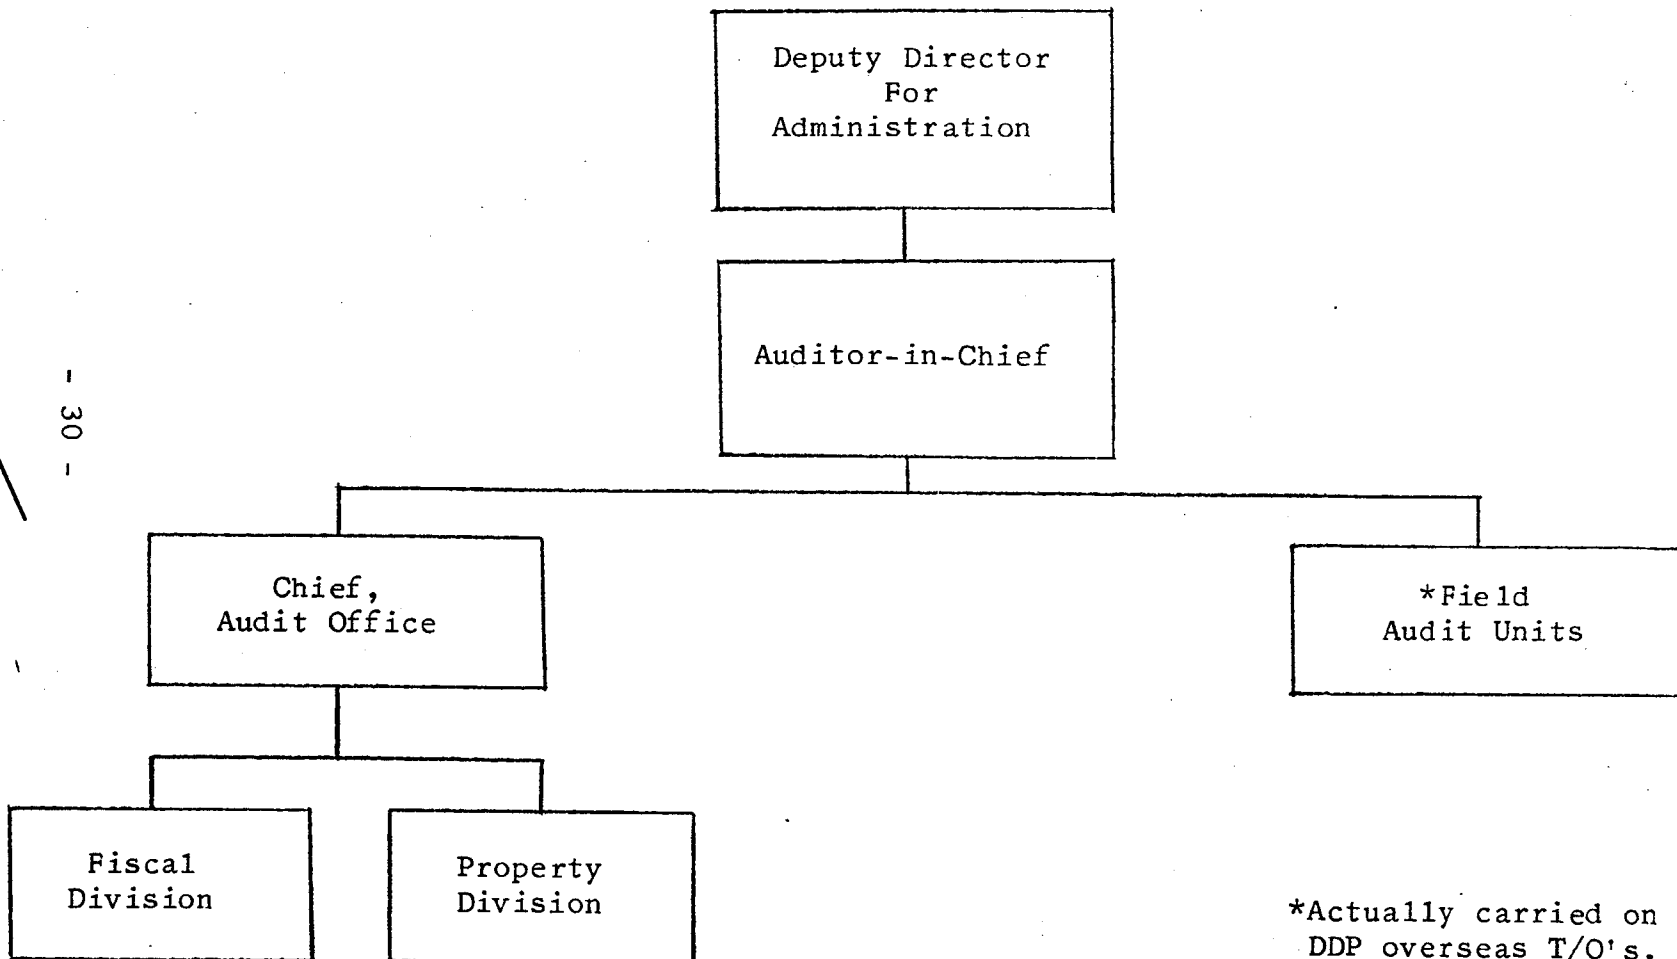 Deputy Director
For
Administration
Auditor-in-Chief
- 30 -
Chief,
Audit Office
*Field
Audit Units
Fiscal
Division
Property
Division
*Actually carried on
DDP overseas T/O's.